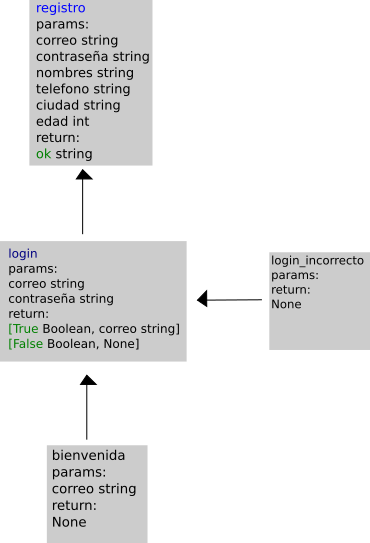 registro
params:
correo string
contraseña string
nombres string
telefono string
ciudad string
edad int
return:
ok string
login
params:
correo string
contraseña string
return:
[True Boolean, correo string]
[False Boolean, None]
login_incorrecto
params:
return:
None
bienvenida
params:
correo string
return:
None